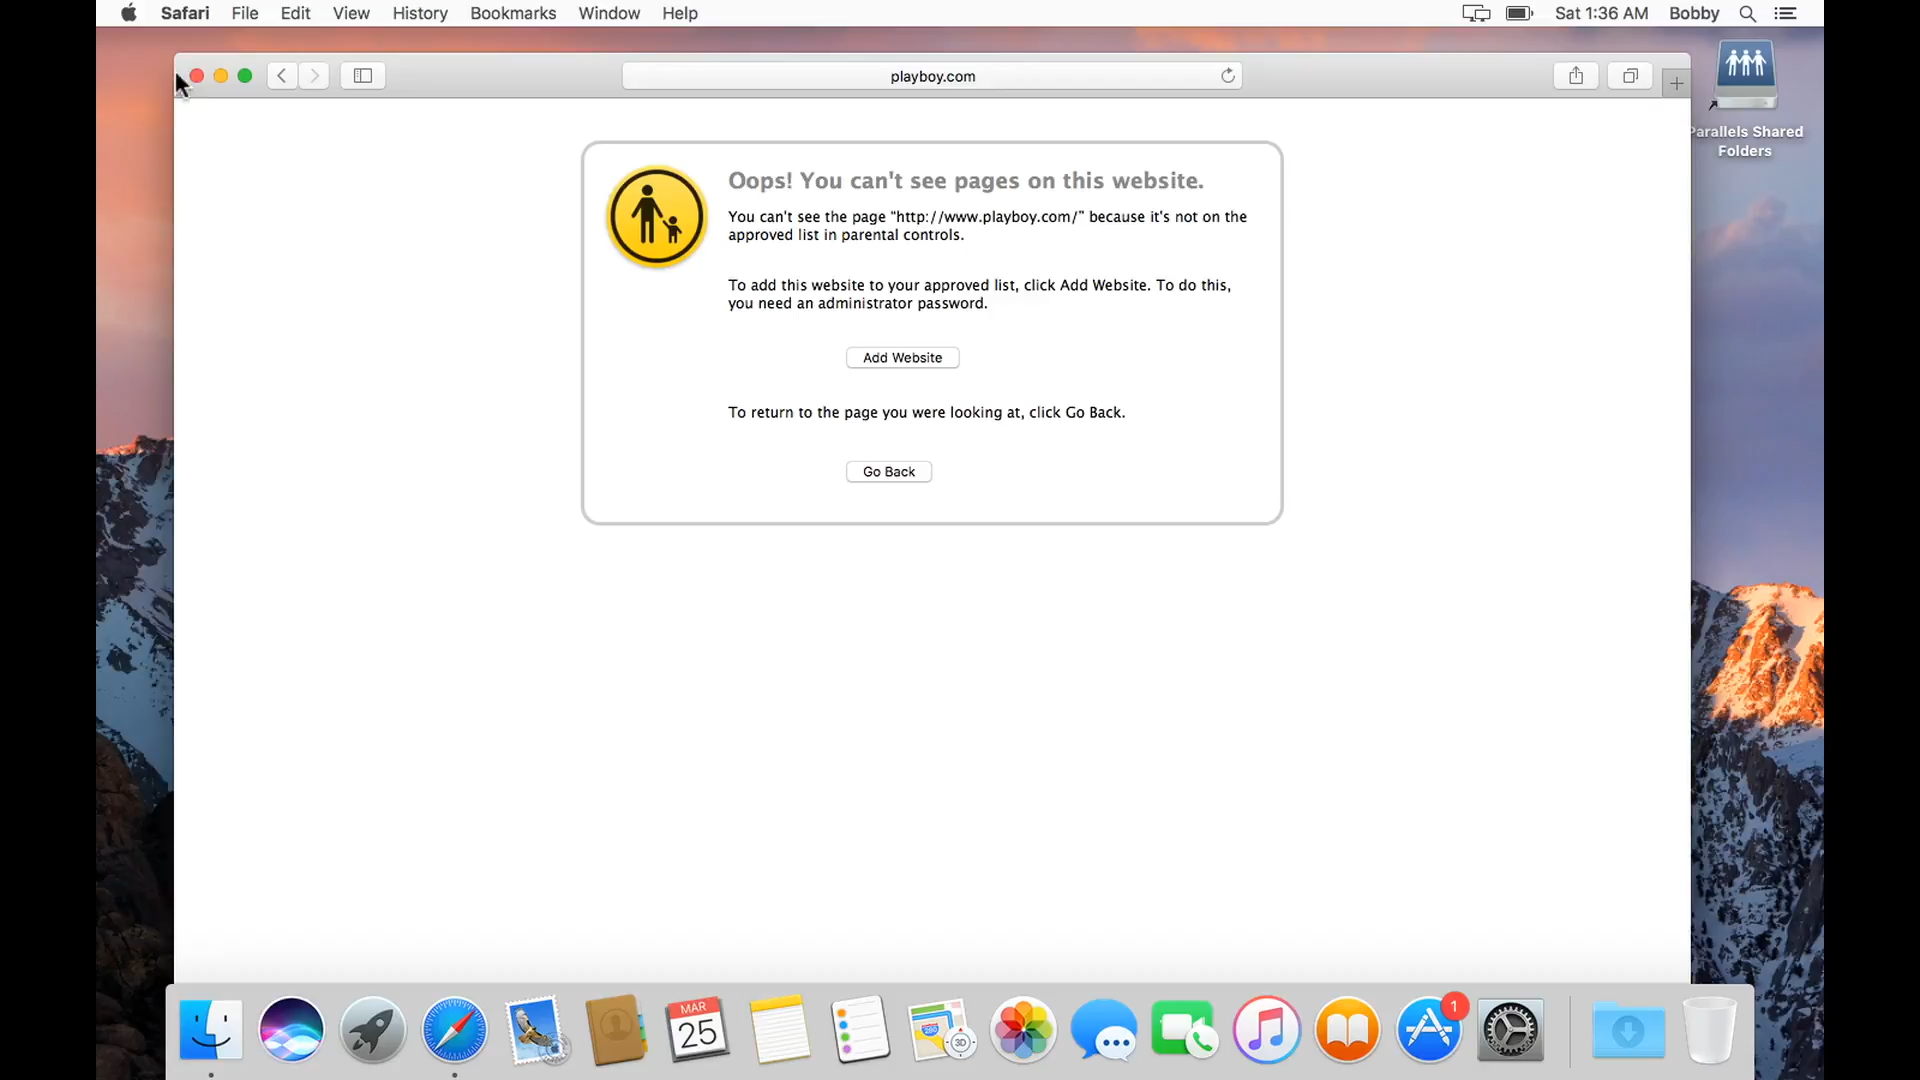 Safari File Edit View History Bookmarks Window Help Sat 1:36 AM Bobby
playboy.com
Parallels Shared
Folders
Oops! You can't see pages on this website.
You can't see the page "http://www.playboy.com/" because it's not on the
approved list in parental controls.
To add this website to your approved list, click Add Website. To do this,
you need an administrator password.
Add Website
To return to the page you were looking at, click Go Back.
Go Back
MAR
25
280
3D
1